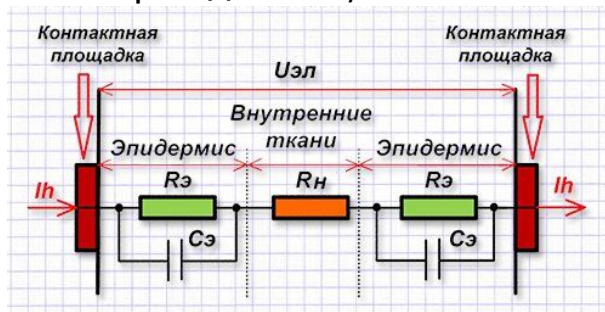 Контактная
площадка
Контактная
площадка
Uэл
Внутренние
ткани
Эпидермис
Эпидермис
Ih
Rэ
Rн
Rэ
Ih
Cэ
Cэ